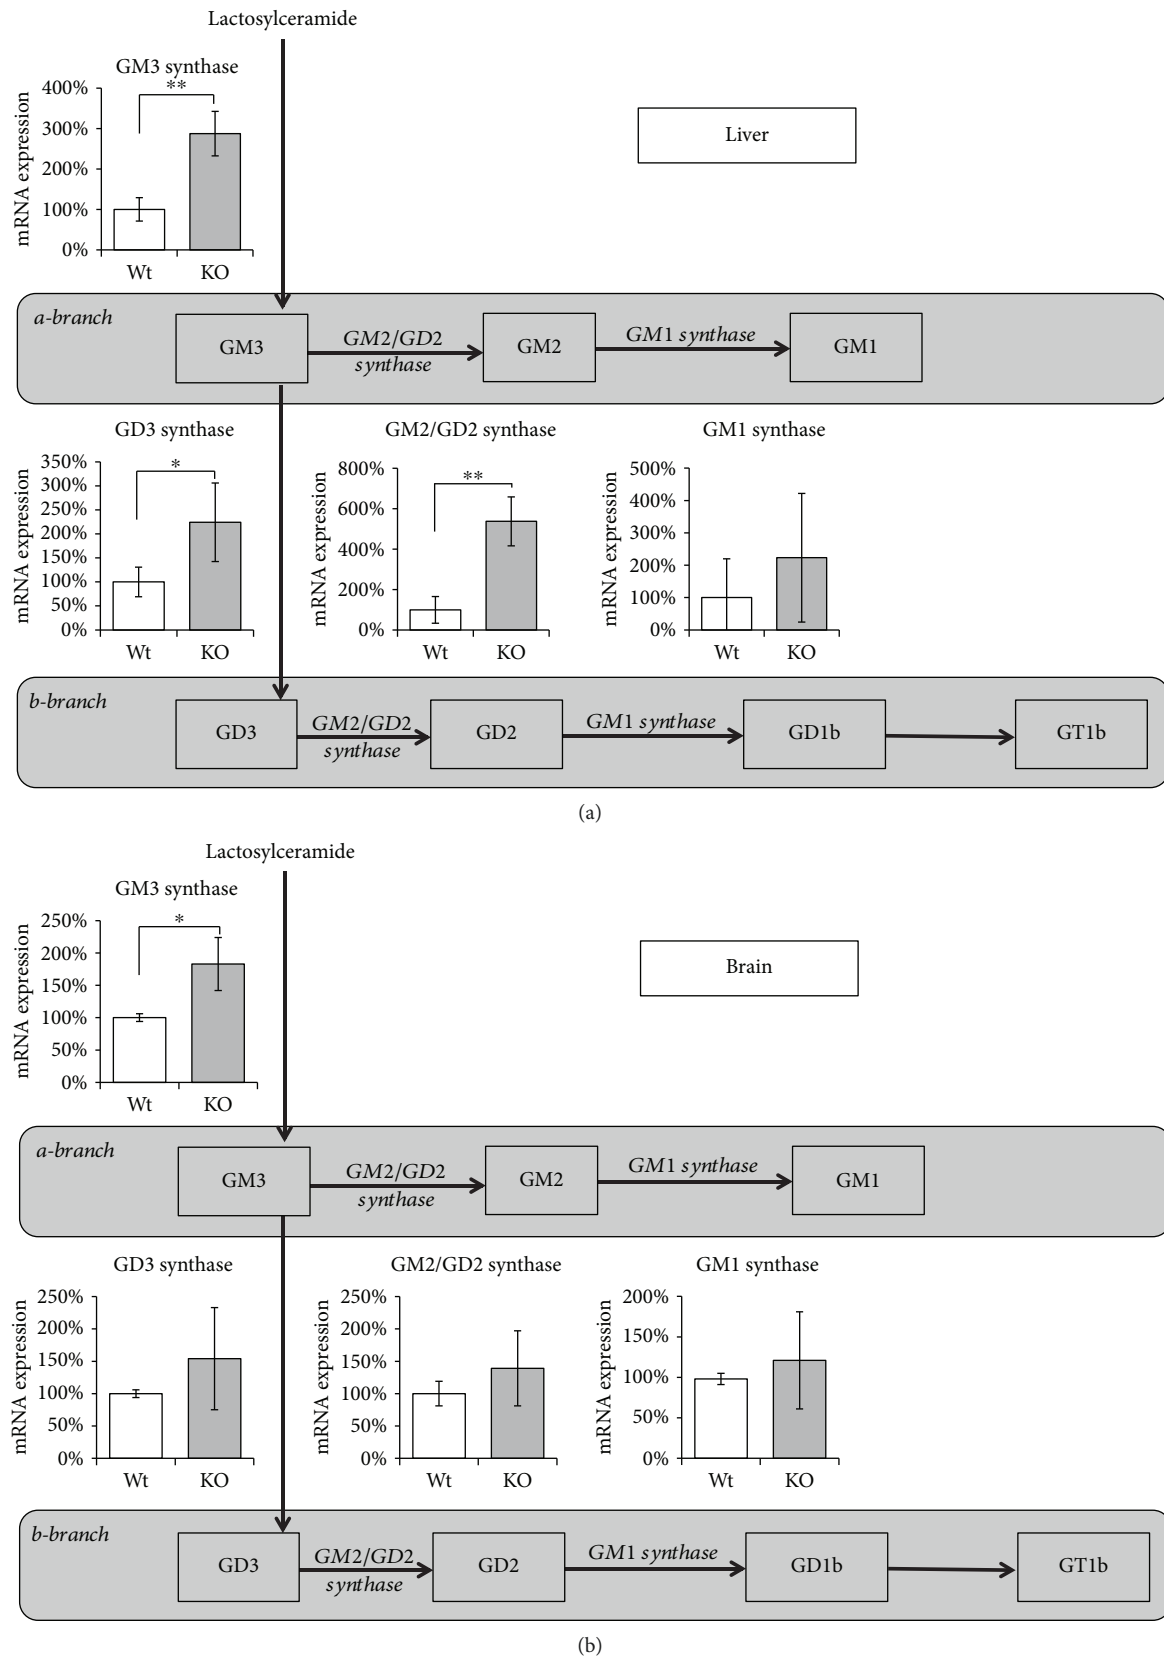 Lactosylceramide
GM3 synthase
**
400%
300%
200%
100%
0%
mRNA expression
Wt
KO
Liver
a-branch
GM3
GM2/GD2
synthase
GM2
GM1 synthase
GM1
GD3 synthase
*
350%
300%
250%
200%
150%
100%
50%
0%
mRNA expression
Wt
KO
GM2/GD2 synthase
**
800%
600%
400%
200%
0%
mRNA expression
Wt
KO
GM1 synthase
500%
400%
300%
200%
100%
0%
mRNA expression
Wt
KO
b-branch
GD3
GM2/GD2
synthase
GD2
GM1 synthase
GD1b
GT1b
(a)
Lactosylceramide
GM3 synthase
*
250%
200%
150%
100%
50%
0%
mRNA expression
Wt
KO
Brain
a-branch
GM3
GM2/GD2
synthase
GM2
GM1 synthase
GM1
GD3 synthase
250%
200%
150%
100%
50%
0%
mRNA expression
Wt
KO
GM2/GD2 synthase
250%
200%
150%
100%
50%
0%
mRNA expression
Wt
KO
GM1 synthase
200%
150%
100%
50%
0%
mRNA expression
Wt
KO
b-branch
GD3
GM2/GD2
synthase
GD2
GM1 synthase
GD1b
GT1b
(b)